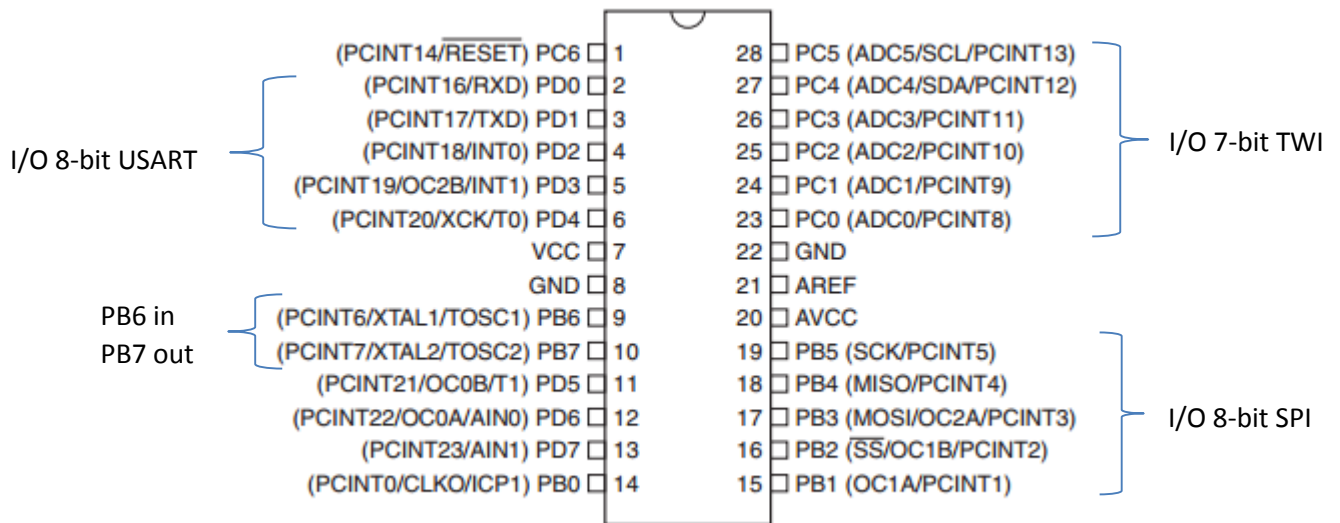 (PCINT14/RESET) PC6 1 28 PC5 (ADC5/SCL/PCINT13)
(PCINT16/RXD) PD0 2 27 PC4 (ADC4/SDA/PCINT12)
(PCINT17/TXD) PD1 3 26 PC3 (ADC3/PCINT11)
I/O 8-bit USART (PCINT18/INT0) PD2 4 25 PC2 (ADC2/PCINT10) I/O 7-bit TWI
(PCINT19/OC2B/INT1) PD3 5 24 PC1 (ADC1/PCINT9)
(PCINT20/XCK/T0) PD4 6 23 PC0 (ADC0/PCINT8)
VCC 7 22 GND
GND 8 21 AREF
PB6 in (PCINT6/XTAL1/TOSC1) PB6 9 20 AVCC
PB7 out (PCINT7/XTAL2/TOSC2) PB7 10 19 PB5 (SCK/PCINT5)
(PCINT21/OC0B/T1) PD5 11 18 PB4 (MISO/PCINT4)
(PCINT22/OC0A/AIN0) PD6 12 17 PB3 (MOSI/OC2A/PCINT3) I/O 8-bit SPI
(PCINT23/AIN1) PD7 13 16 PB2 (SS/OC1B/PCINT2)
(PCINT0/CLKO/ICP1) PB0 14 15 PB1 (OC1A/PCINT1)